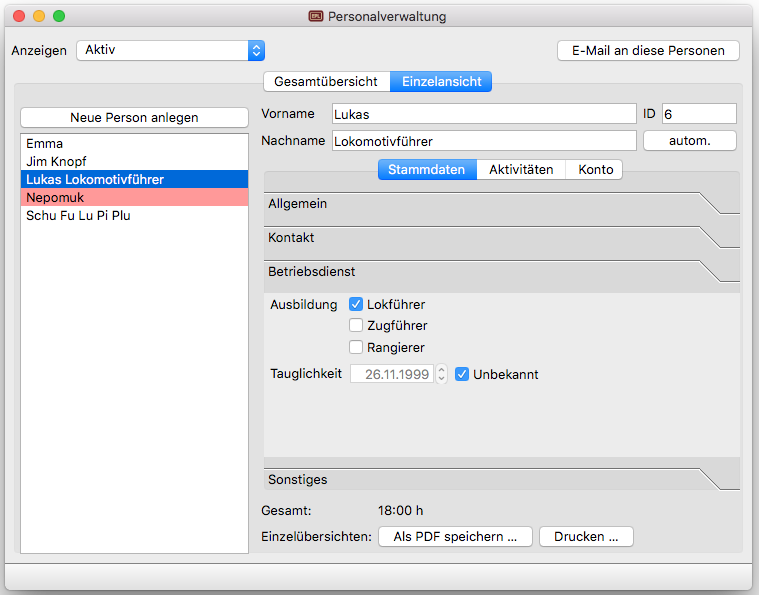 Personalverwaltung
Anzeigen Aktiv E-Mail an diese Personen
Gesamtübersicht Einzelansicht
Neue Person anlegen
Emma
Jim Knopf
Lukas Lokomotivführer
Nepomuk
Schu Fu Lu Pi Plu
Vorname Lukas ID 6
Nachname Lokomotivführer autom.
Stammdaten Aktivitäten Konto
Allgemein
Kontakt
Betriebsdienst
Ausbildung Lokführer
Zugführer
Rangierer
Tauglichkeit 26.11.1999 Unbekannt
Sonstiges
Gesamt: 18:00 h
Einzelübersichten: Als PDF speichern ... Drucken ...